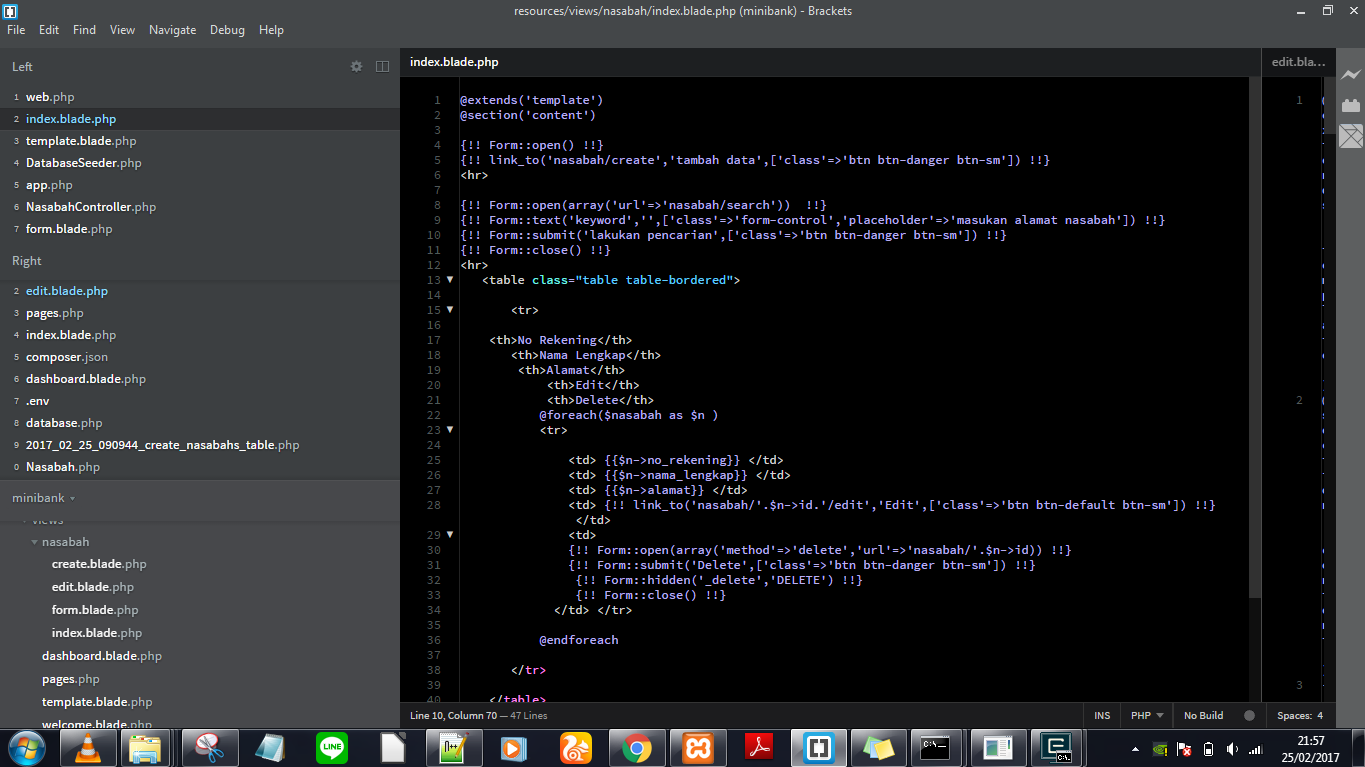 resources/views/nasabah/index.blade.php (minibank) - Brackets
File Edit Find View Navigate Debug Help
Left
1 web.php
2 index.blade.php
3 template.blade.php
4 DatabaseSeeder.php
5 app.php
6 NasabahController.php
7 form.blade.php
Right
2 edit.blade.php
3 pages.php
4 index.blade.php
5 composer.json
6 dashboard.blade.php
7 .env
8 database.php
9 2017_02_25_090944_create_nasabahs_table.php
0 Nasabah.php
minibank
views
nasabah
create.blade.php
edit.blade.php
form.blade.php
index.blade.php
dashboard.blade.php
pages.php
template.blade.php
welcome.blade.php
index.blade.php
1 @extends('template')
2 @section('content')
3
4 {!! Form::open() !!}
5 {!! link_to('nasabah/create','tambah data',['class'=>'btn btn-danger btn-sm']) !!}
6 <hr>
7
8 {!! Form::open(array('url'=>'nasabah/search'))  !!}
9 {!! Form::text('keyword','',['class'=>'form-control','placeholder'=>'masukan alamat nasabah']) !!}
10 {!! Form::submit('lakukan pencarian',['class'=>'btn btn-danger btn-sm']) !!}
11 {!! Form::close() !!}
12 <hr>
13 <table class="table table-bordered">
14
15 <tr>
16
17 <th>No Rekening</th>
18 <th>Nama Lengkap</th>
19 <th>Alamat</th>
20 <th>Edit</th>
21 <th>Delete</th>
22 @foreach($nasabah as $n )
23 <tr>
24
25 <td> {{$n->no_rekening}} </td>
26 <td> {{$n->nama_lengkap}} </td>
27 <td> {{$n->alamat}} </td>
28 <td> {!! link_to('nasabah/'.$n->id.'/edit','Edit',['class'=>'btn btn-default btn-sm']) !!}
</td>
29 <td>
30 {!! Form::open(array('method'=>'delete','url'=>'nasabah/'.$n->id)) !!}
31 {!! Form::submit('Delete',['class'=>'btn btn-danger btn-sm']) !!}
32 {!! Form::hidden('_delete','DELETE') !!}
33 {!! Form::close() !!}
34 </td> </tr>
35
36 @endforeach
37
38 </tr>
39
40 </table>
edit.bla...
1
2
3
Line 10, Column 70 — 47 Lines
INS PHP No Build Spaces: 4
LINE
21:57
25/02/2017